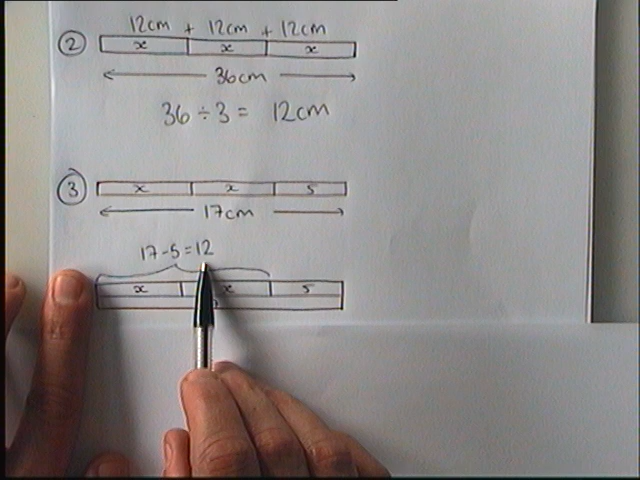 12cm + 12cm + 12cm
② x x x
36cm
36 ÷ 3 = 12cm
③ x x 5
17cm
17-5=12
x x 5